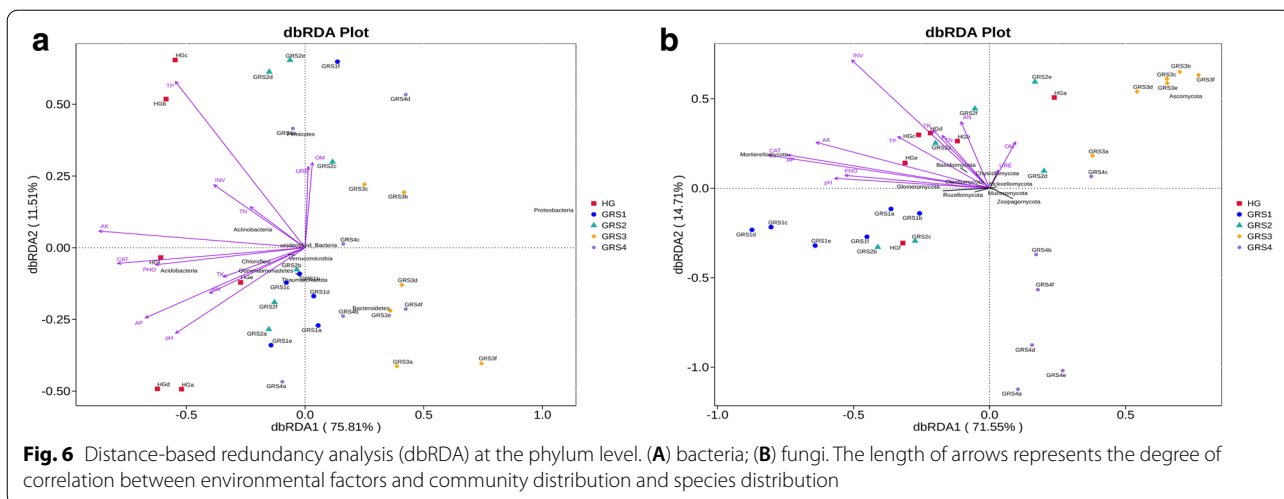 a
dbRDA Plot
HGc
GRS2e
GRS1f
GRS2d
TP
HGb
GRS4d
Firmicutes
OM
URE
GRS2c
INV
GRS3c
GRS3b
TN
Proteobacteria
AK
Actinobacteria
GRS4c
unidentified_Bacteria
CAT
HGf
PHO
Acidobacteria
Chloroflexi
Verrucomicrobia
GRS2b
Gemmatimonadetes
TK
HGe
Thaumarchaeota
GRS1b
GRS1c
AN
GRS1d
GRS3d
GRS2f
Bacteroidetes
GRS4b
GRS3e
GRS4f
AP
pH
GRS2a
GRS1a
GRS1e
GRS3a
GRS3f
HGd
HGa
GRS4a
0.50
0.25
0.00
-0.25
-0.50
-0.5
0.0
0.5
1.0
dbRDA2 ( 11.51% )
dbRDA1 ( 75.81% )
HG
GRS1
GRS2
GRS3
GRS4
b
dbRDA Plot
INV
GRS3b
GRS3c
GRS3f
GRS2e
GRS3e
GRS3d
HGa
Ascomycota
GRS2f
AN
TK
HGd
HGc
TP
TN
HGb
AK
OM
CAT
Mortierellomycota
AP
HGe
GRS3a
Basidiomycota
URE
PHO
Chytridiomycota
GRS2d
GRS4c
pH
Glomeromycota
Mucoromycota
Rozellomycota
Zoopagomycota
GRS1a
GRS1b
GRS1c
GRS1d
GRS1e
GRS1f
GRS2c
GRS2b
HGf
GRS4b
GRS4f
GRS4d
GRS4e
GRS4a
0.5
0.0
-0.5
-1.0
-1.0
-0.5
0.0
0.5
dbRDA2 ( 14.71% )
dbRDA1 ( 71.55% )
HG
GRS1
GRS2
GRS3
GRS4
Fig. 6 Distance-based redundancy analysis (dbRDA) at the phylum level. (A) bacteria; (B) fungi. The length of arrows represents the degree of
correlation between environmental factors and community distribution and species distribution